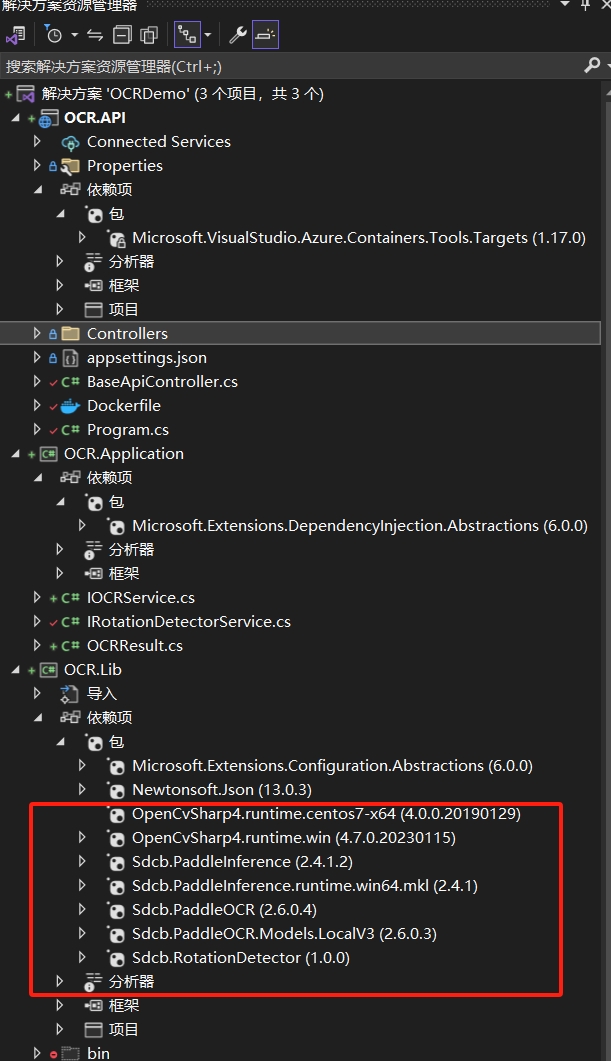 解决方案资源管理器
搜索解决方案资源管理器(Ctrl+;)
解决方案 'OCRDemo' (3 个项目，共 3 个)
OCR.API
Connected Services
Properties
依赖项
包
Microsoft.VisualStudio.Azure.Containers.Tools.Targets (1.17.0)
分析器
框架
项目
Controllers
appsettings.json
C# BaseApiController.cs
Dockerfile
C# Program.cs
C# OCR.Application
依赖项
包
Microsoft.Extensions.DependencyInjection.Abstractions (6.0.0)
分析器
框架
C# IOCRService.cs
C# IRotationDetectorService.cs
C# OCRResult.cs
C# OCR.Lib
导入
依赖项
包
Microsoft.Extensions.Configuration.Abstractions (6.0.0)
Newtonsoft.Json (13.0.3)
OpenCvSharp4.runtime.centos7-x64 (4.0.0.20190129)
OpenCvSharp4.runtime.win (4.7.0.20230115)
Sdcb.PaddleInference (2.4.1.2)
Sdcb.PaddleInference.runtime.win64.mkl (2.4.1)
Sdcb.PaddleOCR (2.6.0.4)
Sdcb.PaddleOCR.Models.LocalV3 (2.6.0.3)
Sdcb.RotationDetector (1.0.0)
分析器
框架
项目
bin